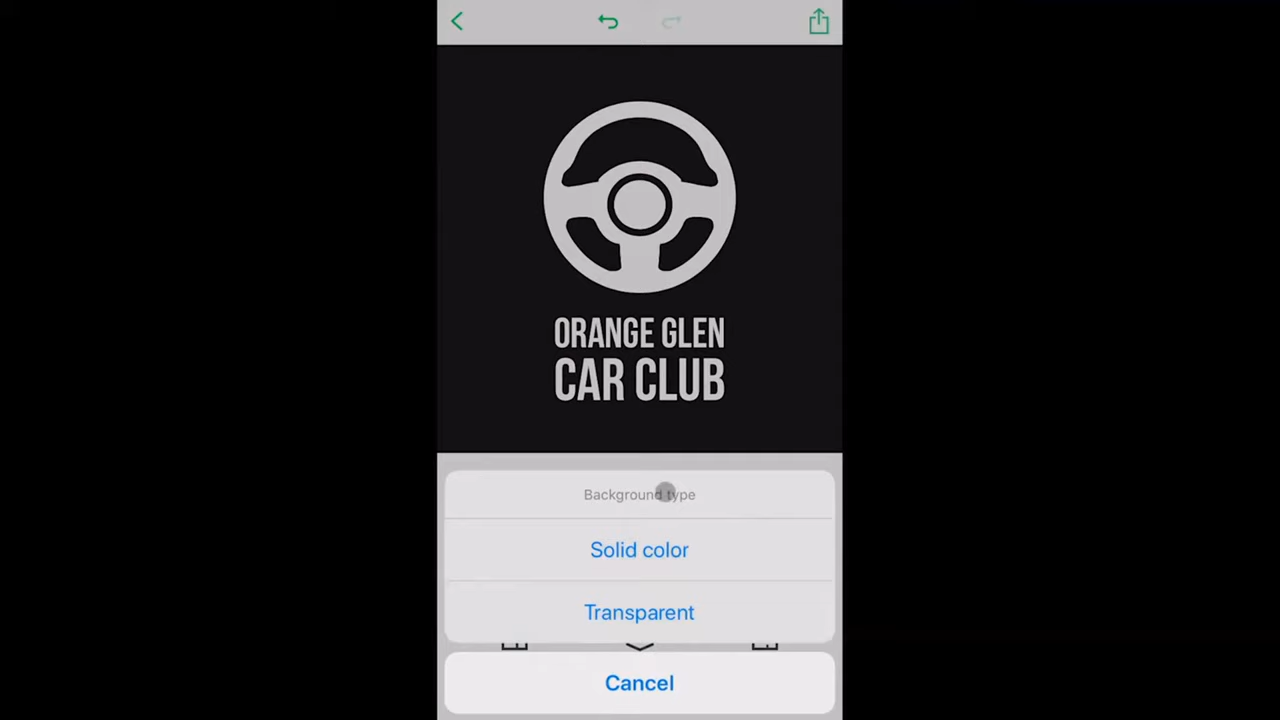 ORANGE GLEN
CAR CLUB
Background type
Solid color
Transparent
Cancel